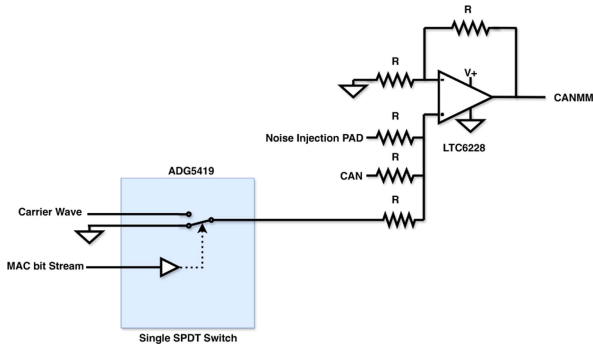 R
R
V+
CANMM
R
Noise Injection PAD
LTC6228
R
ADG5419
CAN
R
Carrier Wave
MAC bit Stream
Single SPDT Switch